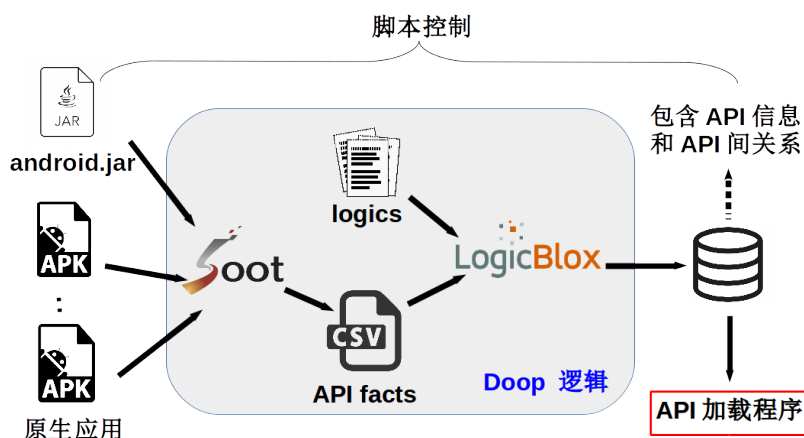 脚本控制
JAR
android.jar
包含 API 信息
和 API 间关系
logics
APK
Soot
LogicBlox
:
CSV
APK
API facts
Doop 逻辑
API 加载程序
原生应用